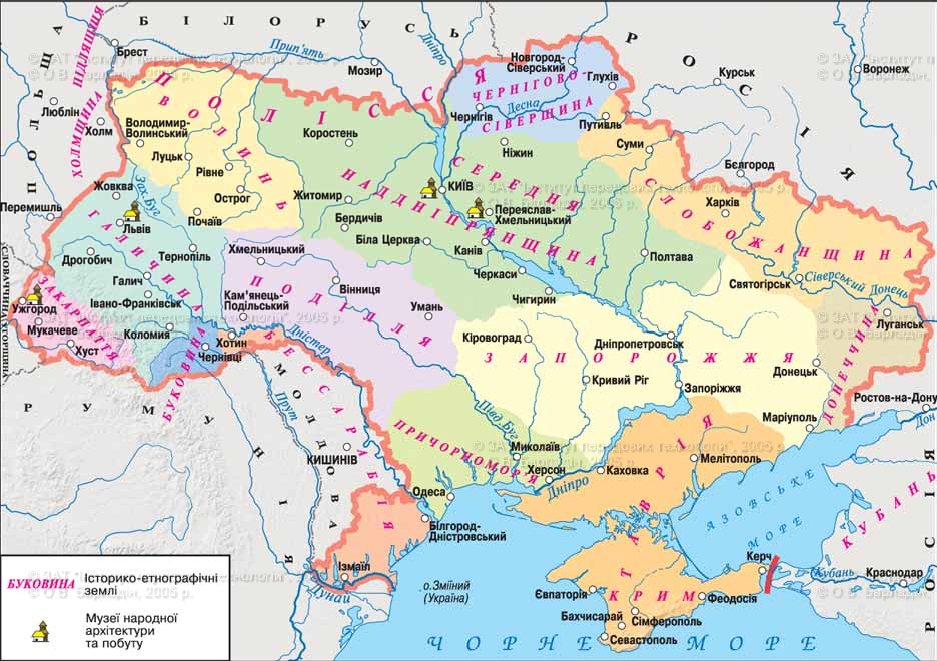 ПОЛЬЩА
БІЛОРУСЬ
РОСІЯ
ПІДЛЯШШЯ
ХОЛМЩИНА
Брест
Прип'ять
Дніпро
Мозир
Новгород-
Сіверський
Глухів
Курськ
Воронеж
ПОЛІССЯ
ЧЕРНІГОВО-
СІВЕРЩИНА
Десна
Чернігів
Путивль
Люблін
Холм
Володимир-
Волинський
ВОЛИНЬ
Коростень
Луцьк
Рівне
Ніжин
Суми
Бєлгород
Жовква
Зах. Буг
Острог
Житомир
КИЇВ
СЕРЕДНЯ
НАДДНІПРЯНЩИНА
СЛОБОЖАНЩИНА
Перемишль
Львів
Почаїв
Бердичів
Переяслав-
Хмельницький
Харків
ГАЛИЧИНА
Біла Церква
Канів
Полтава
Дрогобич
Тернопіль
Хмельницький
Черкаси
Святогірськ
Сіверський Донець
СЛОВАЧЧИНА
УГОРЩИНА
Галич
Вінниця
Чигирин
ПОДІЛЛЯ
ЗАКАРПАТТЯ
Ужгород
Івано-Франківськ
Кам'янець-
Подільський
Умань
Луганськ
Мукачеве
Коломия
Хотин
Дністер
Кіровоград
Дніпропетровськ
ДОНЕЧЧИНА
Хуст
Чернівці
БУКОВИНА
БЕССАРАБІЯ
ЗАПОРОЖЖЯ
Донецьк
РУМУНІЯ
Прут
МОЛДОВА
Кривий Ріг
Запоріжжя
Ростов-на-Дону
Дон
Маріуполь
Півд. Буг
ПРИЧОРНОМОР'Я
Миколаїв
КИШИНІВ
Херсон
Каховка
Мелітополь
Дніпро
Одеса
ТАВРІЯ
АЗОВСЬКЕ
МОРЕ
КУБАНЬ
РОСІЯ
Білгород-
Дністровський
Ізмаїл
Дунай
о.Зміїний
(Україна)
Керч
Кубань
Краснодар
Євпаторія
КРИМ
Феодосія
Бахчисарай
Сімферополь
Севастополь
ЧОРНЕ МОРЕ
БУКОВИНА
Історико-етнографічні
землі
Музеї народної
архітектури
та побуту